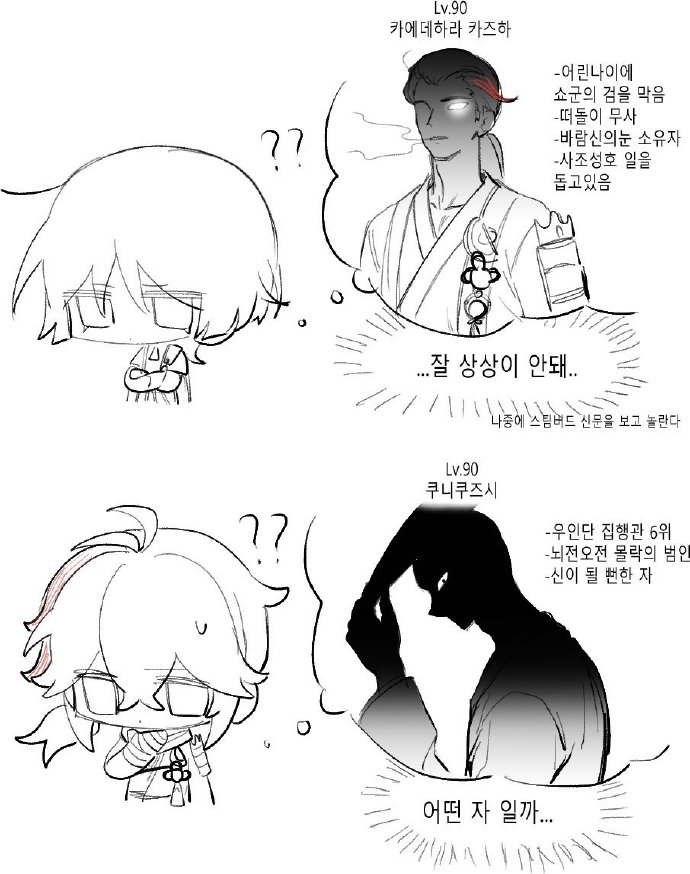 Lv.90
카에데하라 카즈하
-어린나이에
쇼군의 검을 막음
-떠돌이 무사
-바람신의눈 소유자
-사조성호 일을
돕고있음
??
...잘 상상이 안돼..
나중에 스팀버드 신문을 보고 놀란다
Lv.90
쿠니쿠즈시
-우인단 집행관 6위
-뇌전오전 몰락의 범인
-신이 될 뻔한 자
??
어떤 자 일까...